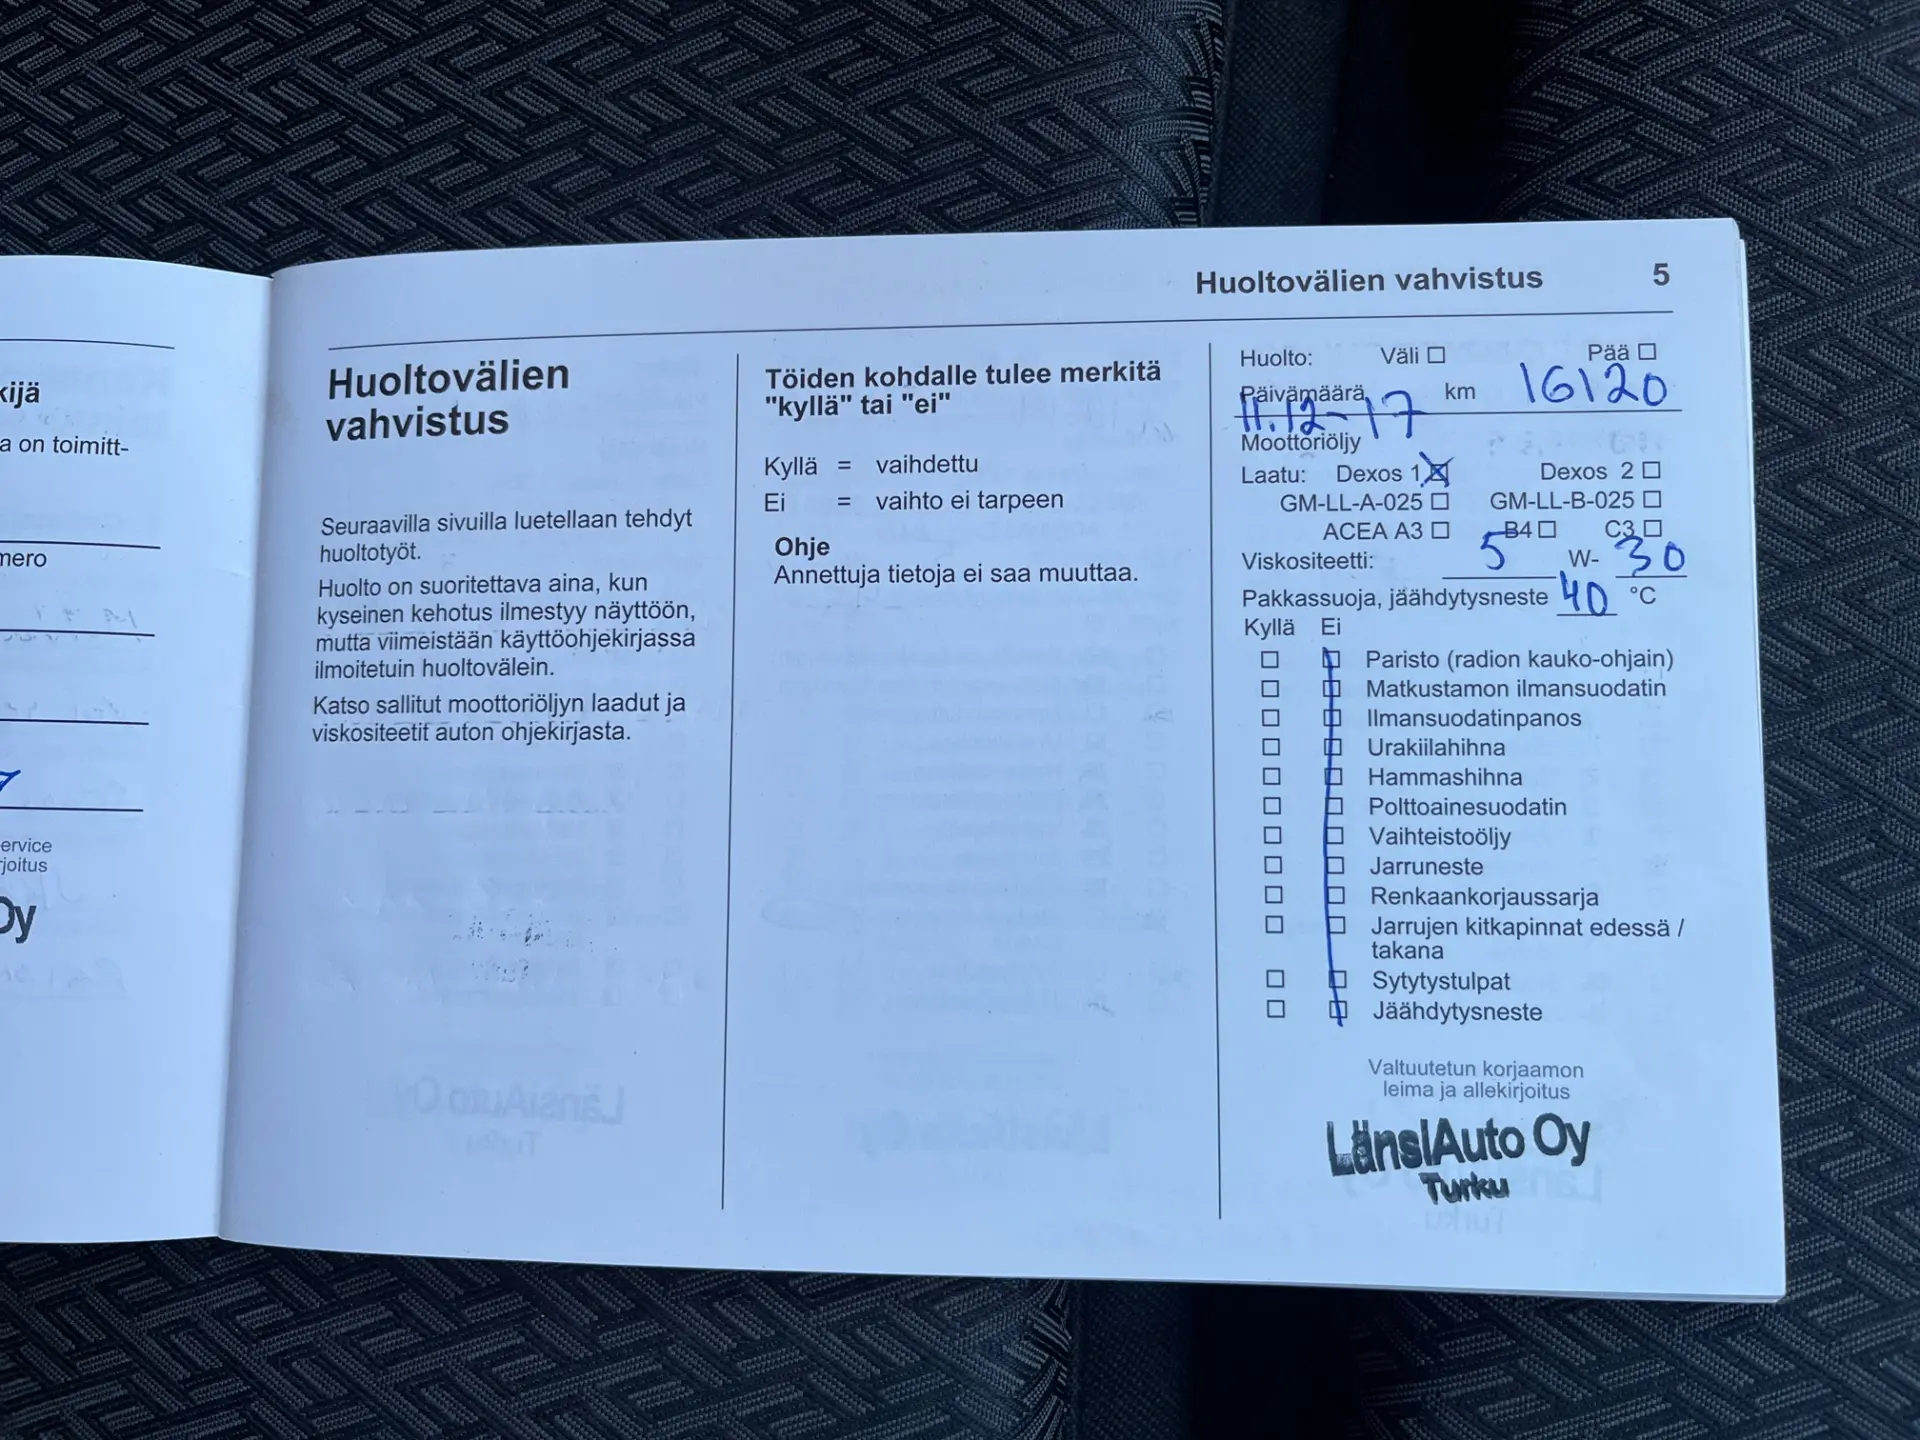 kijä
a on toimitt-
mero
ervice
rjoitus
Oy
Huoltovälien vahvistus 5
Huoltovälien
vahvistus
Seuraavilla sivuilla luetellaan tehdyt
huoltotyöt.
Huolto on suoritettava aina, kun
kyseinen kehotus ilmestyy näyttöön,
mutta viimeistään käyttöohjekirjassa
ilmoitetuin huoltovälein.
Katso sallitut moottoriöljyn laadut ja
viskositeetit auton ohjekirjasta.
Töiden kohdalle tulee merkitä
"kyllä" tai "ei"
Kyllä = vaihdettu
Ei = vaihto ei tarpeen
Ohje
Annettuja tietoja ei saa muuttaa.
Huolto: Väli ☐ Pää ☐
Päivämäärä 11.12-17 km 16120
Moottoriöljy
Laatu: Dexos 1 ☒ Dexos 2 ☐
GM-LL-A-025 ☐ GM-LL-B-025 ☐
ACEA A3 ☐ B4 ☐ C3 ☐
Viskositeetti: 5 W- 30
Pakkassuoja, jäähdytysneste 40 °C
Kyllä Ei
Paristo (radion kauko-ohjain)
Matkustamon ilmansuodatin
Ilmansuodatinpanos
Urakiilahihna
Hammashihna
Polttoainesuodatin
Vaihteistoöljy
Jarruneste
Renkaankorjaussarja
Jarrujen kitkapinnat edessä /
takana
Sytytystulpat
Jäähdytysneste
Valtuutetun korjaamon
leima ja allekirjoitus
LänsiAuto Oy
Turku